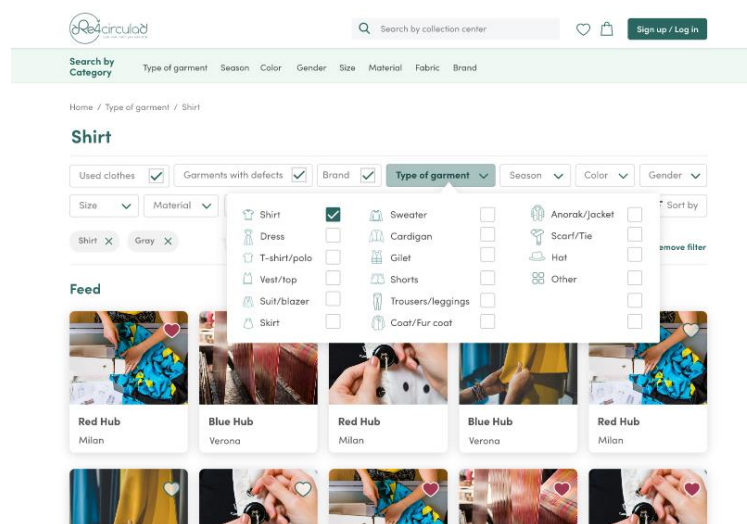 Re4circular
Search by collection center
Sign up / Log in
Search by Category
Type of garment Season Color Gender Size Material Fabric Brand
Home / Type of garment / Shirt
Shirt
Used clothes Garments with defects Brand Type of garment Season Color Gender
Size Material Sort by
Shirt Gray
emove filter
Shirt Sweater Anorak/Jacket
Dress Cardigan Scarf/Tie
T-shirt/polo Gilet Hat
Vest/top Shorts Other
Suit/blazer Trousers/leggings
Skirt Coat/Fur coat
Feed
Red Hub Blue Hub Red Hub Blue Hub Red Hub
Milan Verona Milan Verona Milan